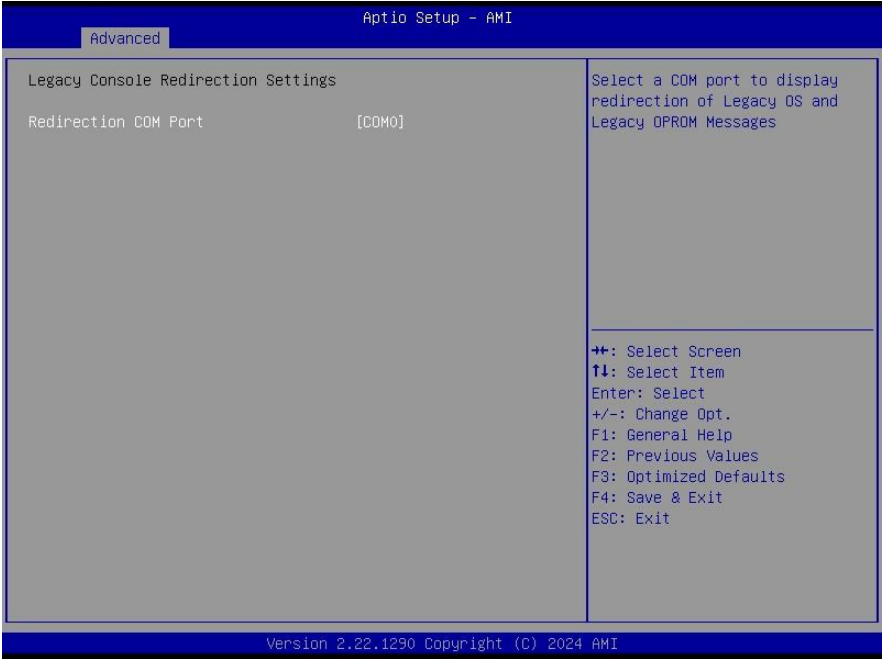 Aptio Setup – AMI
Advanced
Legacy Console Redirection Settings
Redirection COM Port [COM0]
Select a COM port to display
redirection of Legacy OS and
Legacy OPROM Messages
→←: Select Screen
↑↓: Select Item
Enter: Select
+/-: Change Opt.
F1: General Help
F2: Previous Values
F3: Optimized Defaults
F4: Save & Exit
ESC: Exit
Version 2.22.1290 Copyright (C) 2024 AMI